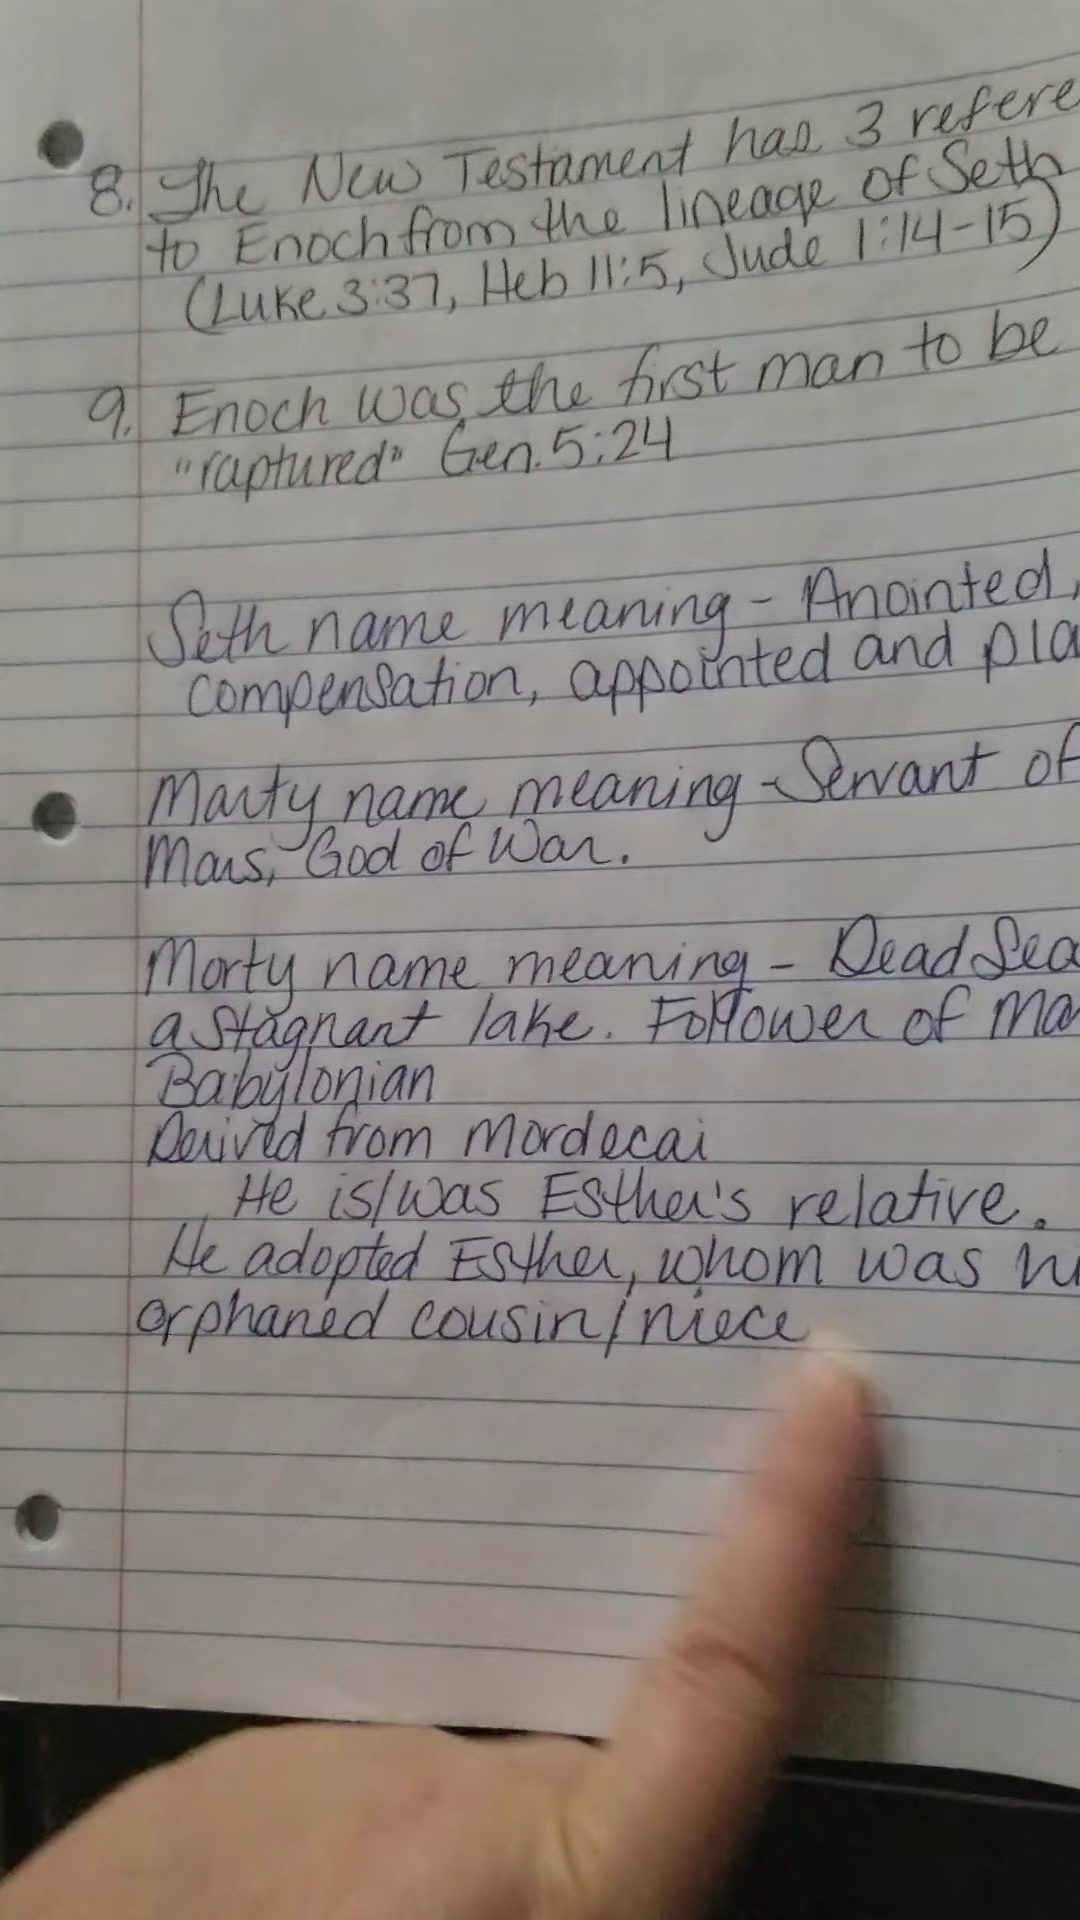 8. The New Testament has 3 refere
to Enoch from the lineage of Seth
(Luke 3:37, Heb 11:5, Jude 1:14-15)
9. Enoch was the first man to be
"raptured" Gen. 5:24
Seth name meaning - Anointed,
compensation, appointed and pla
Marty name meaning - Servant of
Mars, God of War.
Morty name meaning - Dead Sea
a stagnant lake. Follower of Ma
Babylonian
Derived from Mordecai
He is/was Esther's relative.
He adopted Esther, whom was hi
orphaned cousin/niece